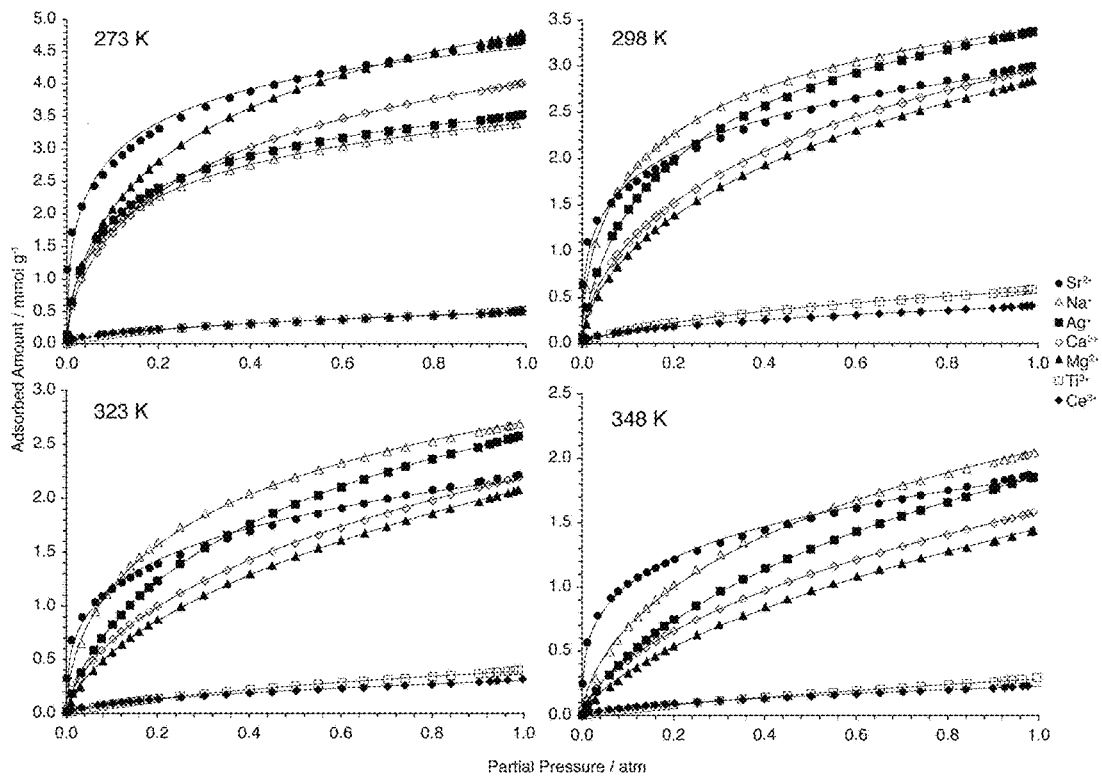 273 K
298 K
323 K
348 K
5.0
4.5
4.0
3.5
3.0
2.5
2.0
1.5
1.0
0.5
0.0
0.0 0.2 0.4 0.6 0.8 1.0
3.5
3.0
2.5
2.0
1.5
1.0
0.5
0.0
0.0 0.2 0.4 0.6 0.8 1.0
Sr²⁺
Na⁺
Ag⁺
Ca²⁺
Mg²⁺
Ti³⁺
Ce³⁺
3.0
2.5
2.0
1.5
1.0
0.5
0.0
0.0 0.2 0.4 0.6 0.8 1.0
2.5
2.0
1.5
1.0
0.5
0.0
0.0 0.2 0.4 0.6 0.8 1.0
Adsorbed Amount / mmol g⁻¹
Partial Pressure / atm